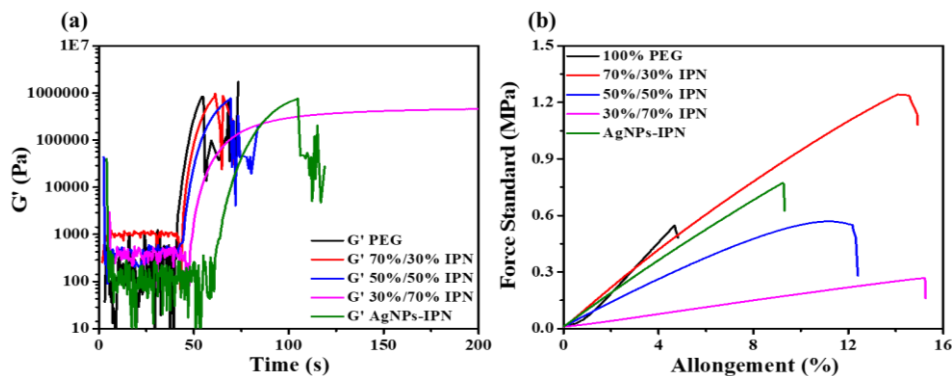 (a)
1E7
1000000
100000
10000
1000
100
10
G' (Pa)
G' PEG
G' 70%/30% IPN
G' 50%/50% IPN
G' 30%/70% IPN
G' AgNPs-IPN
0 50 100 150 200
Time (s)
(b)
1.5
1.2
0.9
0.6
0.3
0.0
Force Standard (MPa)
100% PEG
70%/30% IPN
50%/50% IPN
30%/70% IPN
AgNPs-IPN
0 4 8 12 16
Allongement (%)